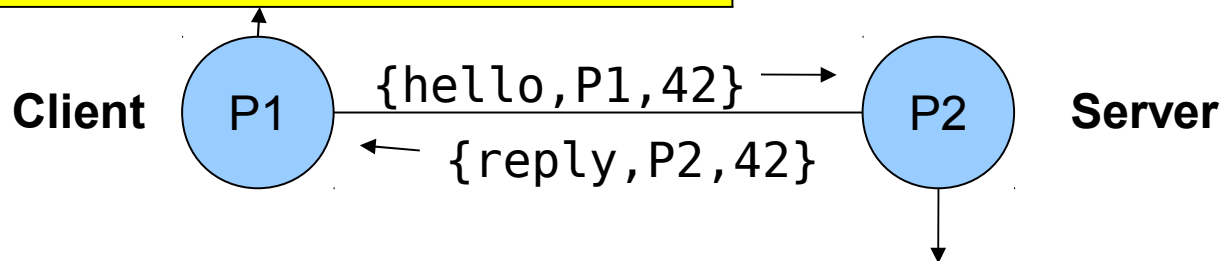 {hello,P1,42}
Client P1 P2 Server
{reply,P2,42}